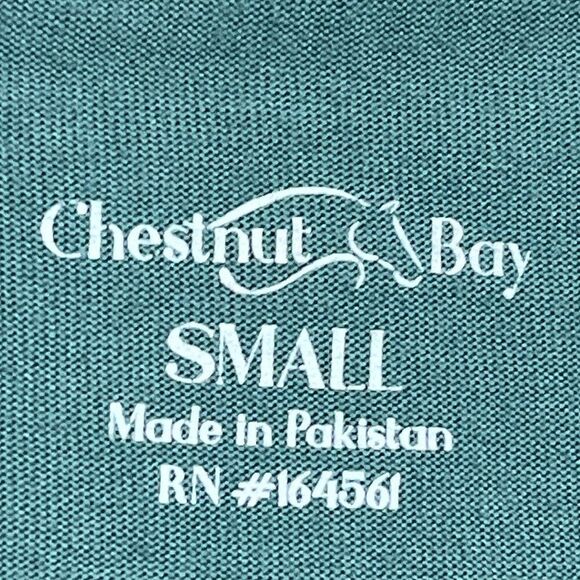 Chestnut Bay
SMALL
Made in Pakistan
RN #164561